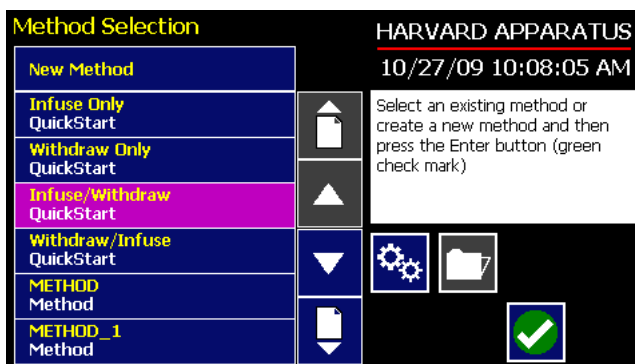 Method Selection
New Method
Infuse Only
QuickStart
Withdraw Only
QuickStart
Infuse/Withdraw
QuickStart
Withdraw/Infuse
QuickStart
METHOD
Method
METHOD_1
Method
HARVARD APPARATUS
10/27/09 10:08:05 AM
Select an existing method or
create a new method and then
press the Enter button (green
check mark)